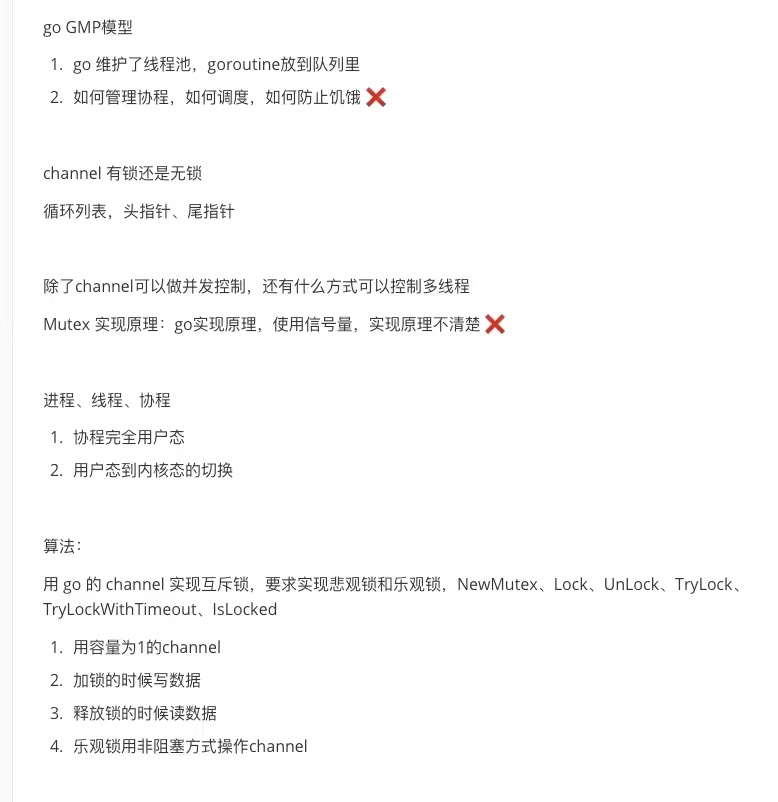 go GMP模型
1. go 维护了线程池，goroutine放到队列里
2. 如何管理协程，如何调度，如何防止饥饿 ❌
channel 有锁还是无锁
循环列表，头指针、尾指针
除了channel可以做并发控制，还有什么方式可以控制多线程
Mutex 实现原理：go实现原理，使用信号量，实现原理不清楚 ❌
进程、线程、协程
1. 协程完全用户态
2. 用户态到内核态的切换
算法：
用 go 的 channel 实现互斥锁，要求实现悲观锁和乐观锁，NewMutex、Lock、UnLock、TryLock、
TryLockWithTimeout、IsLocked
1. 用容量为1的channel
2. 加锁的时候写数据
3. 释放锁的时候读数据
4. 乐观锁用非阻塞方式操作channel